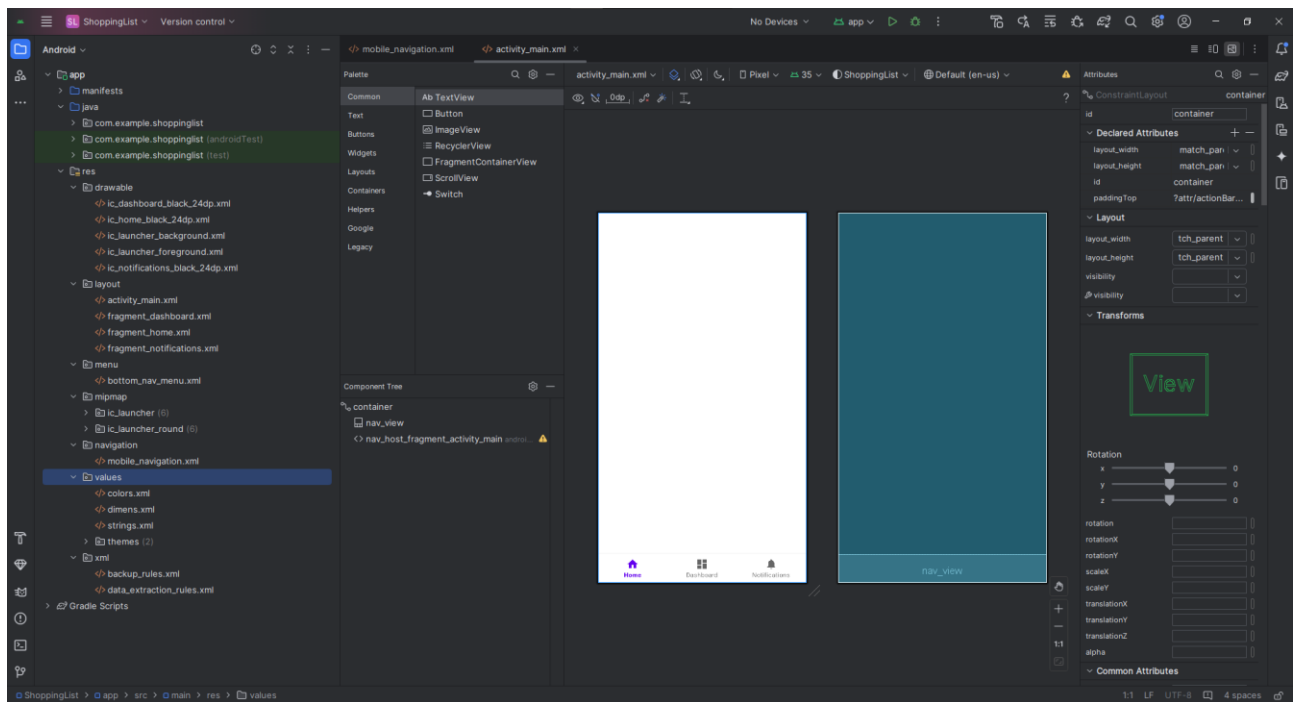 SL ShoppingList Version control No Devices app
Android
app
manifests
java
com.example.shoppinglist
com.example.shoppinglist (androidTest)
com.example.shoppinglist (test)
res
drawable
ic_dashboard_black_24dp.xml
ic_home_black_24dp.xml
ic_launcher_background.xml
ic_launcher_foreground.xml
ic_notifications_black_24dp.xml
layout
activity_main.xml
fragment_dashboard.xml
fragment_home.xml
fragment_notifications.xml
menu
bottom_nav_menu.xml
mipmap
ic_launcher (6)
ic_launcher_round (6)
navigation
mobile_navigation.xml
values
colors.xml
dimens.xml
strings.xml
themes (2)
xml
backup_rules.xml
data_extraction_rules.xml
Gradle Scripts
mobile_navigation.xml activity_main.xml
Palette
Common
Text
Buttons
Widgets
Layouts
Containers
Helpers
Google
Legacy
Ab TextView
Button
ImageView
RecyclerView
FragmentContainerView
ScrollView
Switch
Component Tree
container
nav_view
nav_host_fragment_activity_main androi...
activity_main.xml Pixel 35 ShoppingList Default (en-us)
0dp
?
Home Dashboard Notifications
nav_view
1:1
Attributes
ConstraintLayout container
id container
Declared Attributes
layout_width match_par
layout_height match_par
id container
paddingTop ?attr/actionBar...
Layout
layout_width tch_parent
layout_height tch_parent
visibility
visibility
Transforms
View
Rotation
x 0
y 0
z 0
rotation
rotationX
rotationY
scaleX
scaleY
translationX
translationY
translationZ
alpha
Common Attributes
ShoppingList > app > src > main > res > values 1:1 LF UTF-8 4 spaces